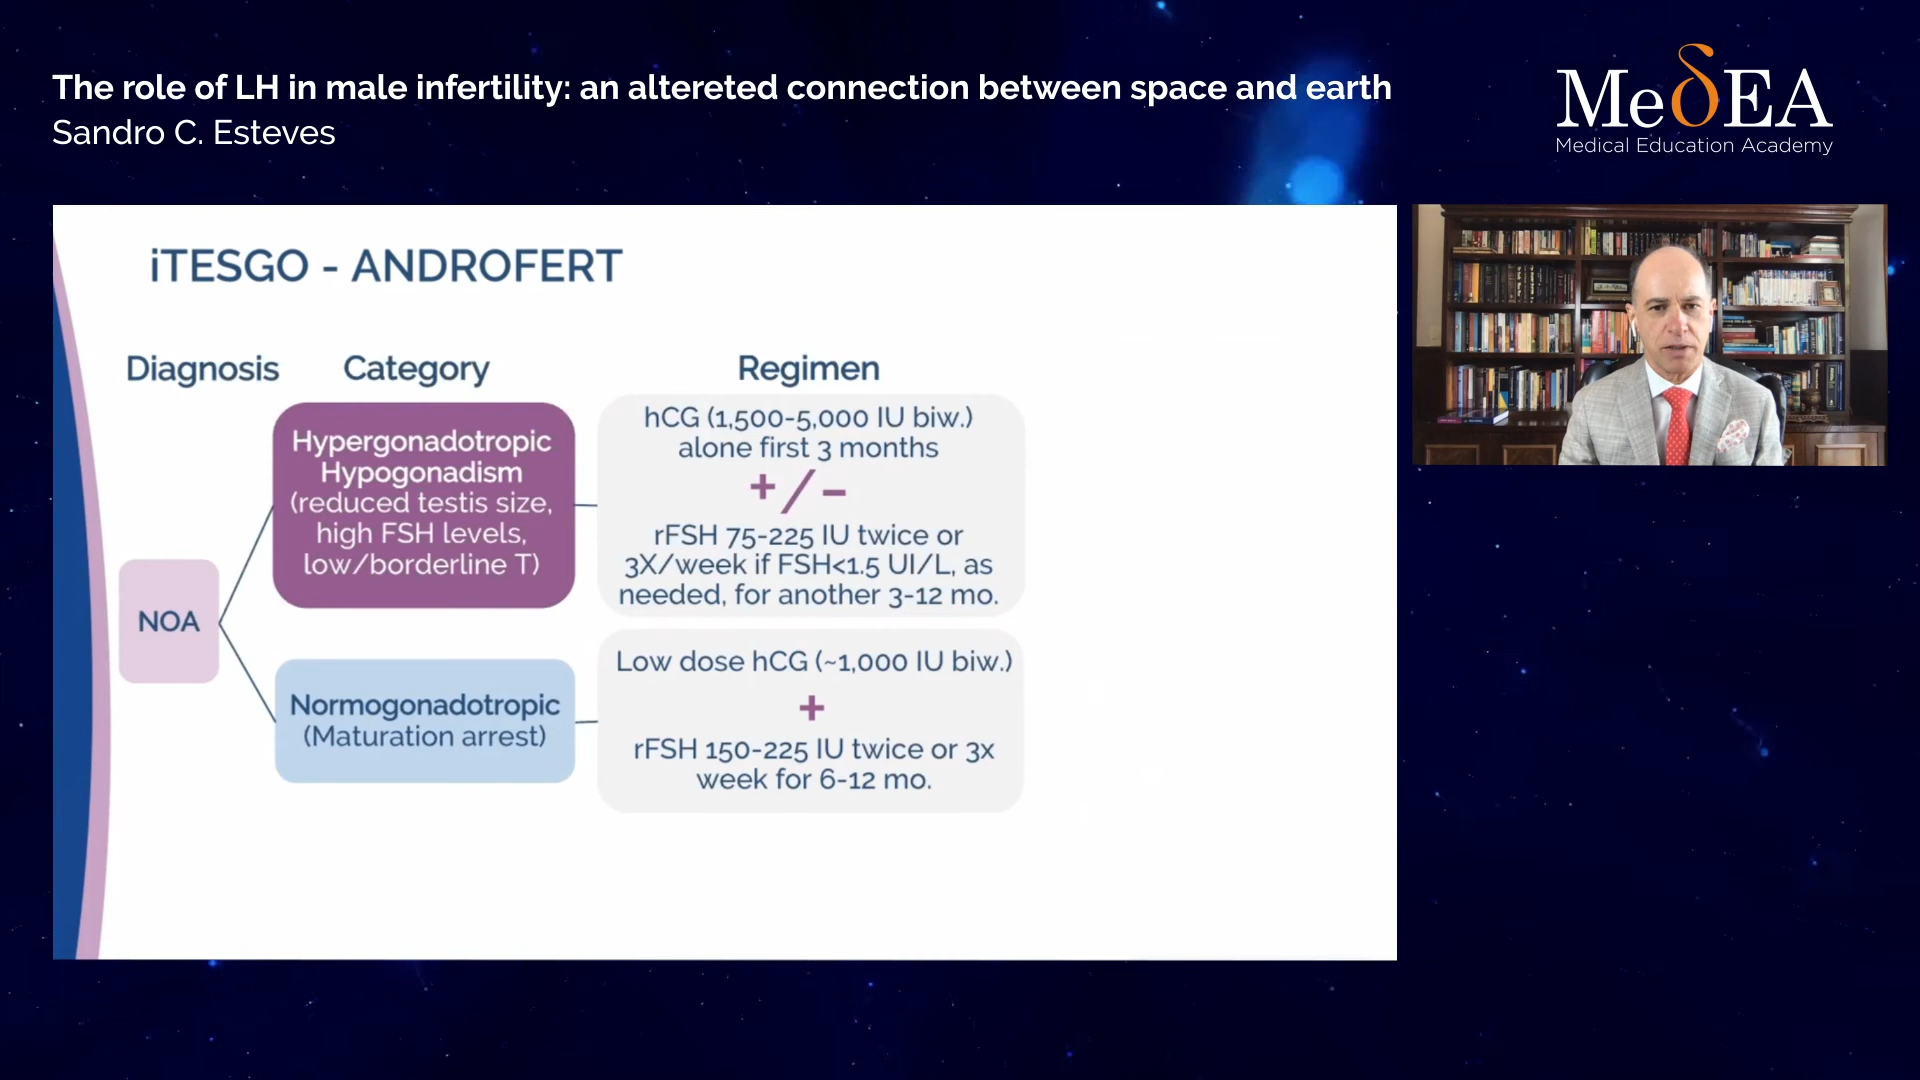 The role of LH in male infertility: an altereted connection between space and earth
Sandro C. Esteves
MeδEA
Medical Education Academy
iTESGO - ANDROFERT
Diagnosis
Category
Regimen
NOA
Hypergonadotropic
Hypogonadism
(reduced testis size,
high FSH levels,
low/borderline T)
hCG (1,500-5,000 IU biw.)
alone first 3 months
+/-
rFSH 75-225 IU twice or
3X/week if FSH<1.5 UI/L, as
needed, for another 3-12 mo.
Normogonadotropic
(Maturation arrest)
Low dose hCG (~1,000 IU biw.)
+
rFSH 150-225 IU twice or 3x
week for 6-12 mo.